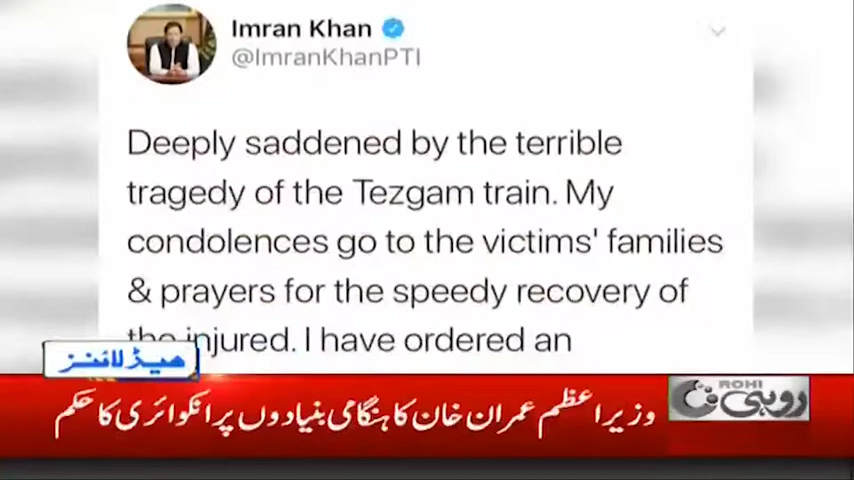 Imran Khan
@ImranKhanPTI
Deeply saddened by the terrible
tragedy of the Tezgam train. My
condolences go to the victims' families
& prayers for the speedy recovery of
the injured. I have ordered an
ھیڈلائنز
ROHI
روہی
وزیراعظم عمران خان کا ہنگامی بنیادوں پر انکوائری کا حکم